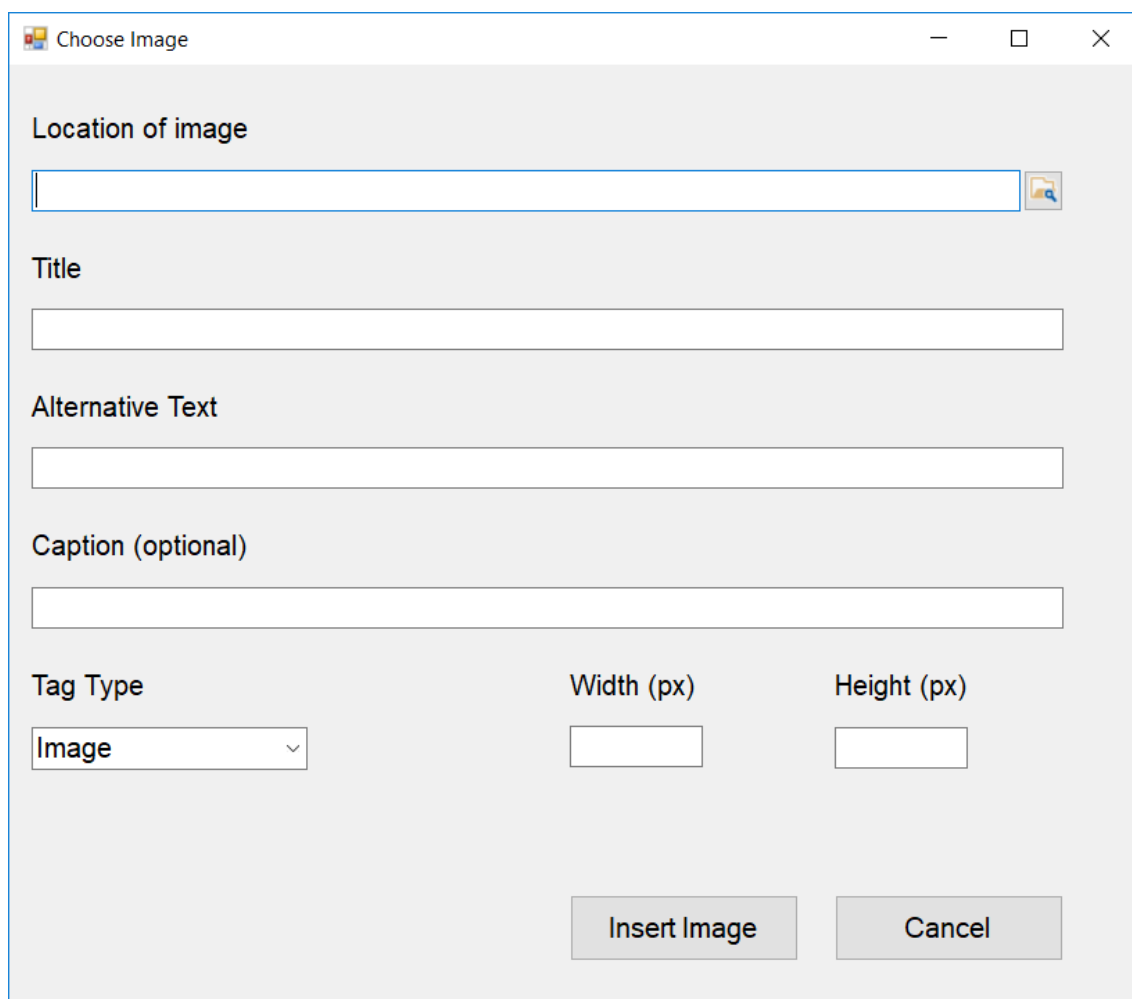 Choose Image
Location of image
Title
Alternative Text
Caption (optional)
Tag Type Width (px) Height (px)
Image
Insert Image Cancel